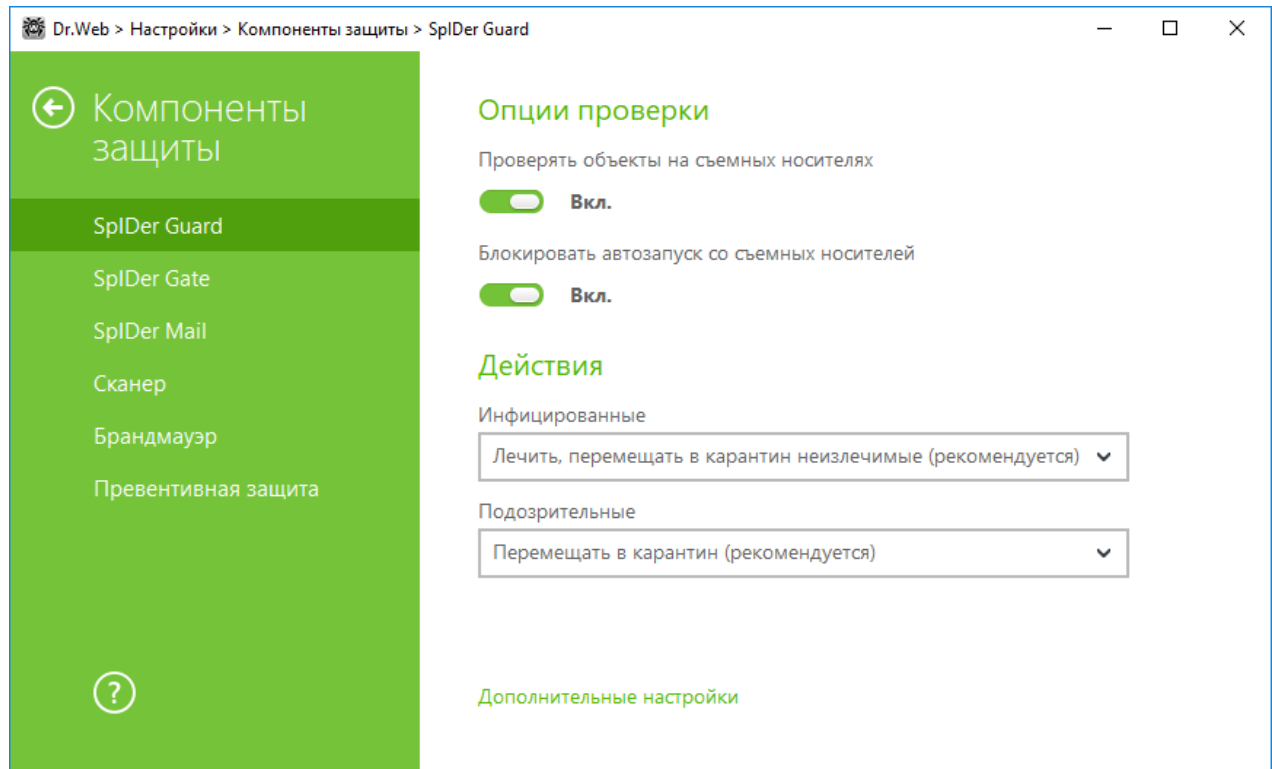 Dr.Web > Настройки > Компоненты защиты > SpIDer Guard
Компоненты
защиты
SpIDer Guard
SpIDer Gate
SpIDer Mail
Сканер
Брандмауэр
Превентивная защита
?
Опции проверки
Проверять объекты на съемных носителях
Вкл.
Блокировать автозапуск со съемных носителей
Вкл.
Действия
Инфицированные
Лечить, перемещать в карантин неизлечимые (рекомендуется)
Подозрительные
Перемещать в карантин (рекомендуется)
Дополнительные настройки